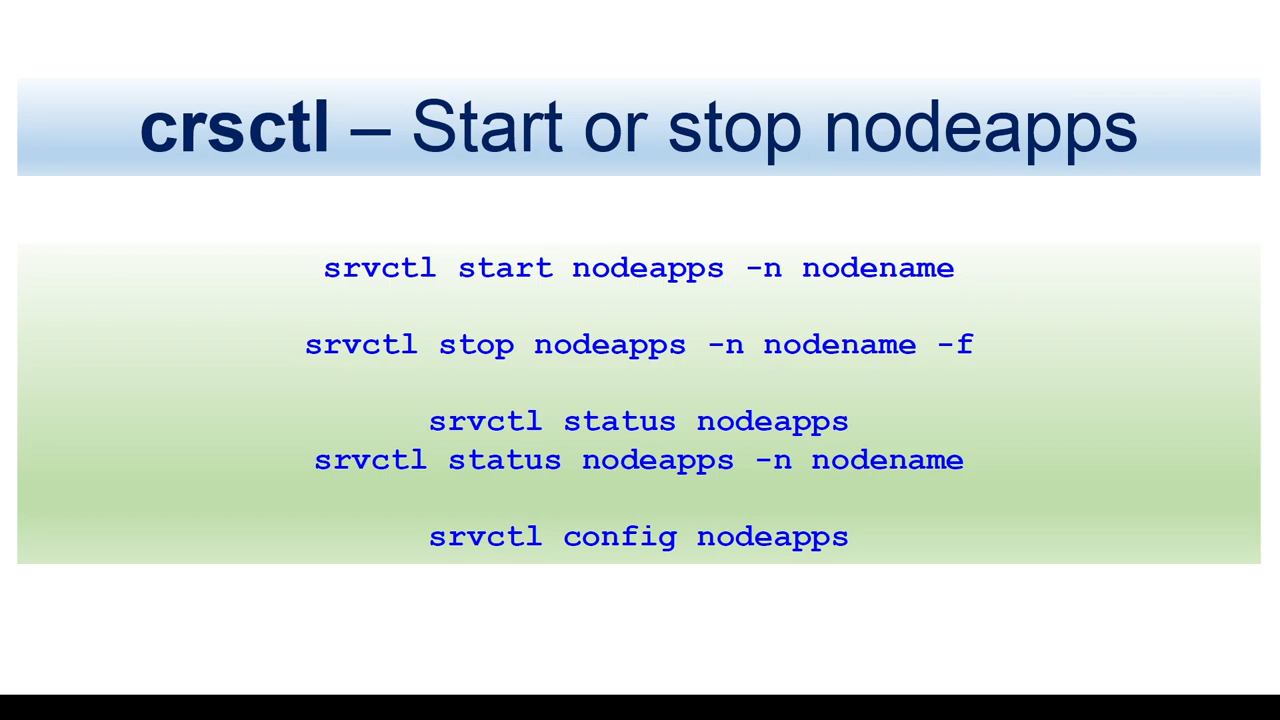 crsctl – Start or stop nodeapps
srvctl start nodeapps -n nodename
srvctl stop nodeapps -n nodename -f
srvctl status nodeapps
srvctl status nodeapps -n nodename
srvctl config nodeapps